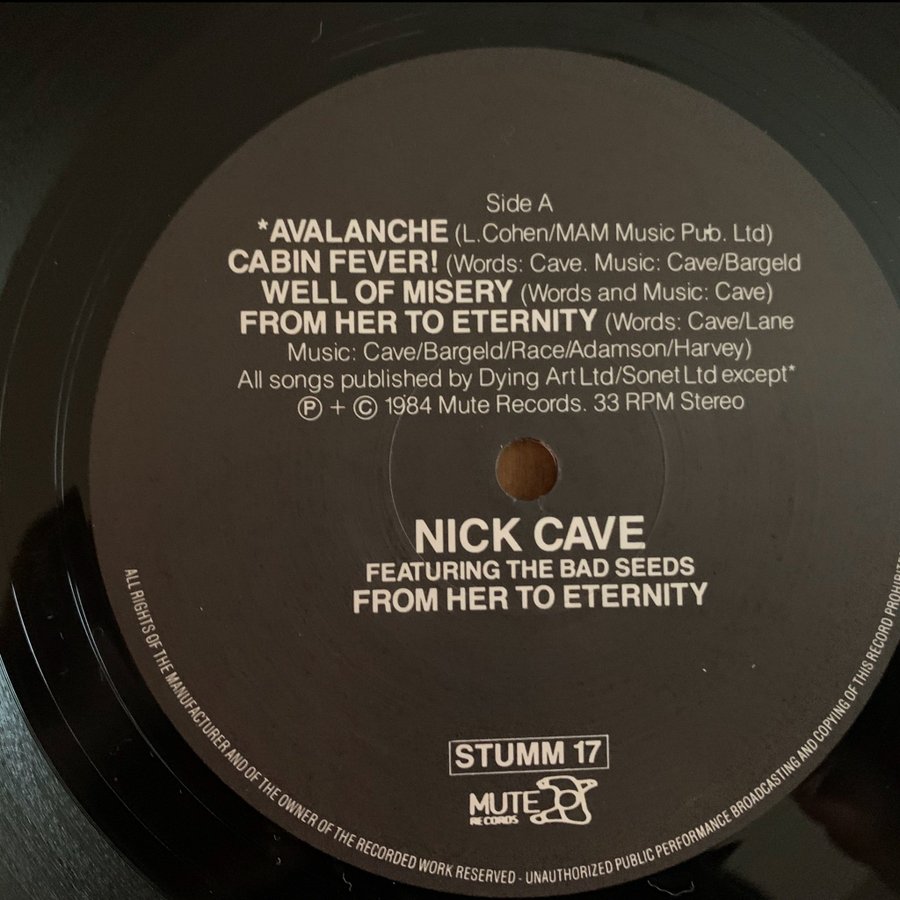 Side A
*AVALANCHE (L.Cohen/MAM Music Pub. Ltd)
CABIN FEVER! (Words: Cave. Music: Cave/Bargeld
WELL OF MISERY (Words and Music: Cave)
FROM HER TO ETERNITY (Words: Cave/Lane
Music: Cave/Bargeld/Race/Adamson/Harvey)
All songs published by Dying Art Ltd/Sonet Ltd except*
Ⓟ + © 1984 Mute Records. 33 RPM Stereo
NICK CAVE
FEATURING THE BAD SEEDS
FROM HER TO ETERNITY
STUMM 17
MUTE
RECORDS
ALL RIGHTS OF THE MANUFACTURER AND OF THE OWNER OF THE RECORDED WORK RESERVED - UNAUTHORIZED PUBLIC PERFORMANCE BROADCASTING AND COPYING OF THIS RECORD PROHIBITE